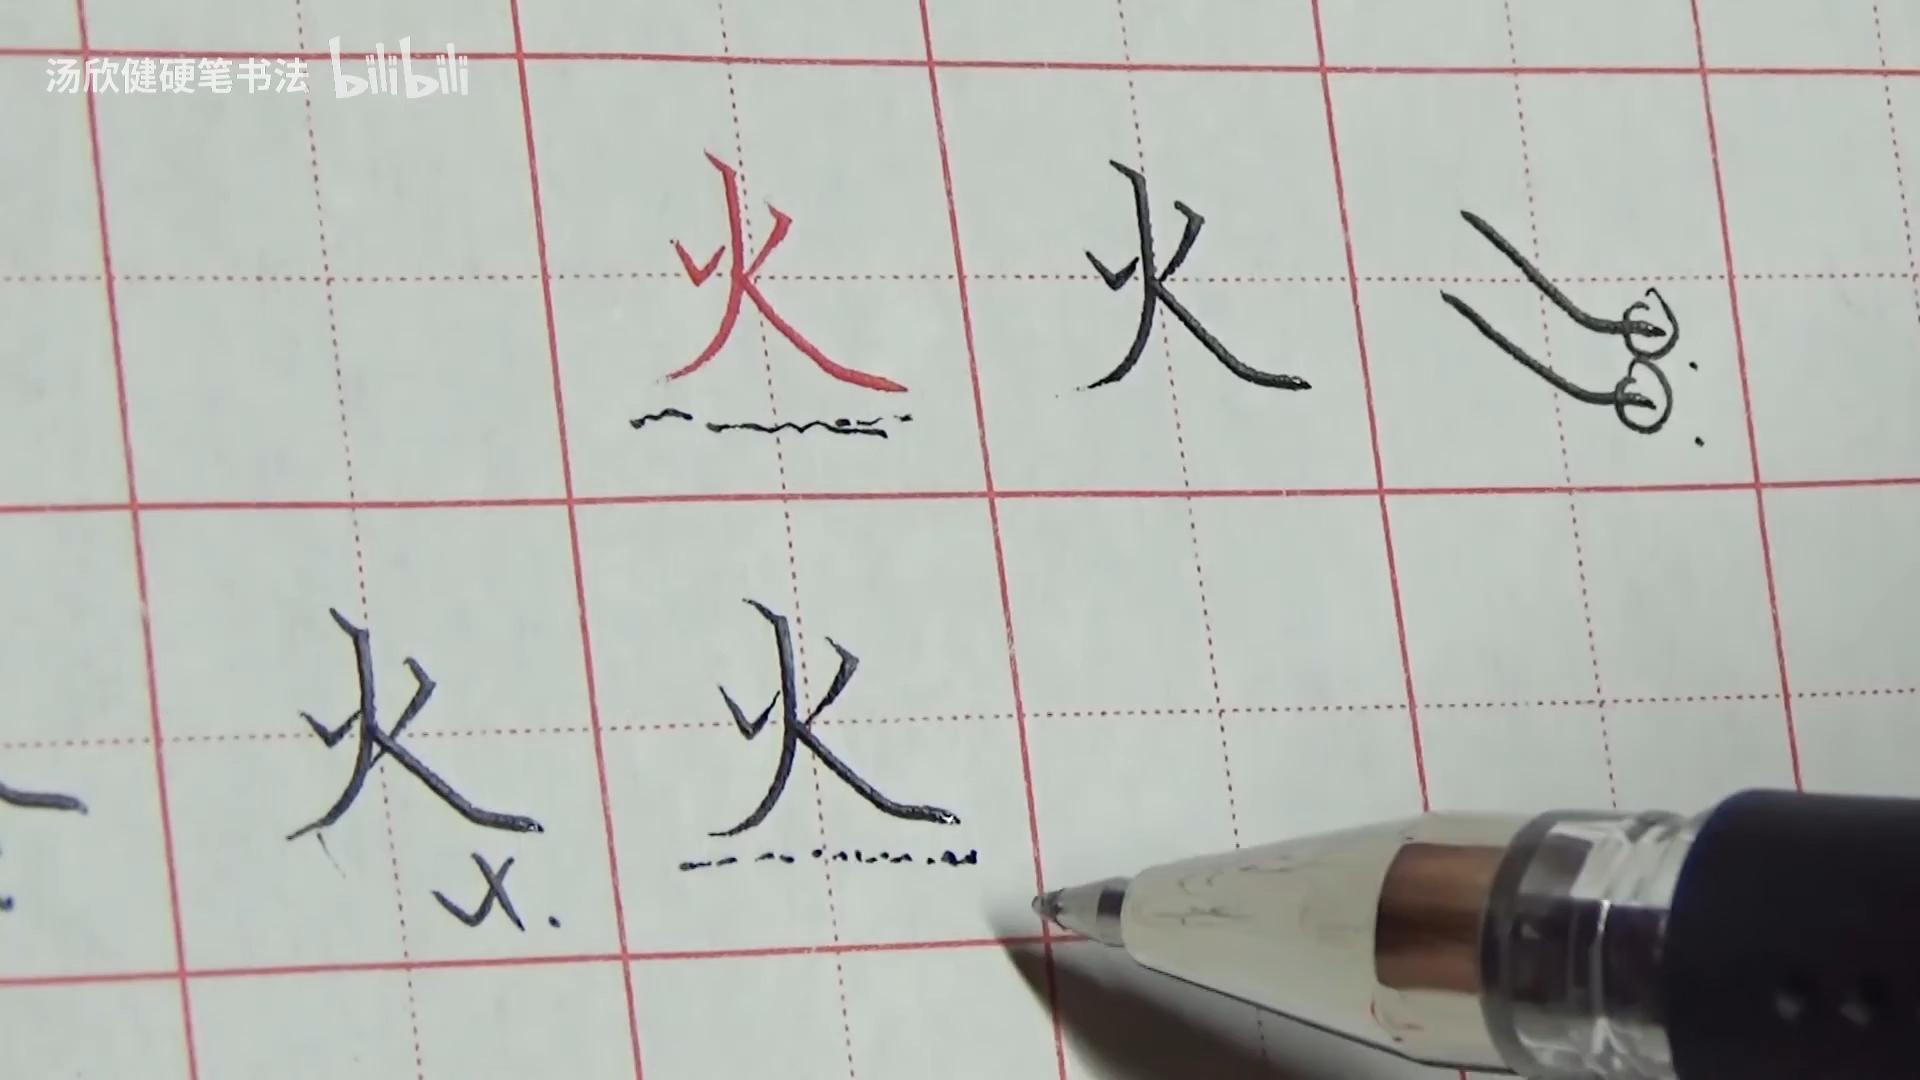 汤欣健硬笔书法 bilibili
火 火
火 火
x.